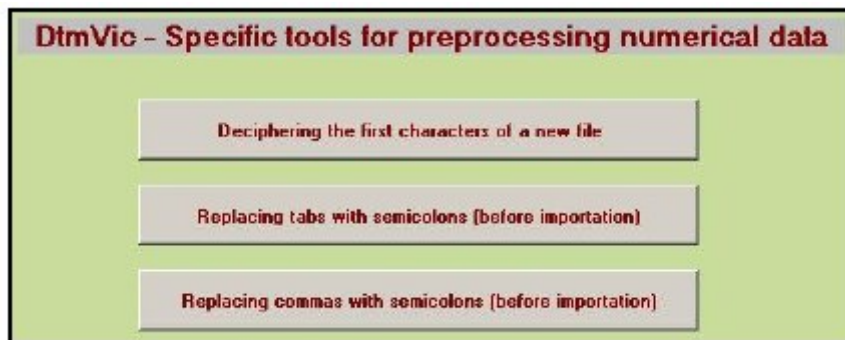 DtmVic - Specific tools for preprocessing numerical data
Deciphering the first characters of a new file
Replacing tabs with semicolons (before importation)
Replacing commas with semicolons (before importation)